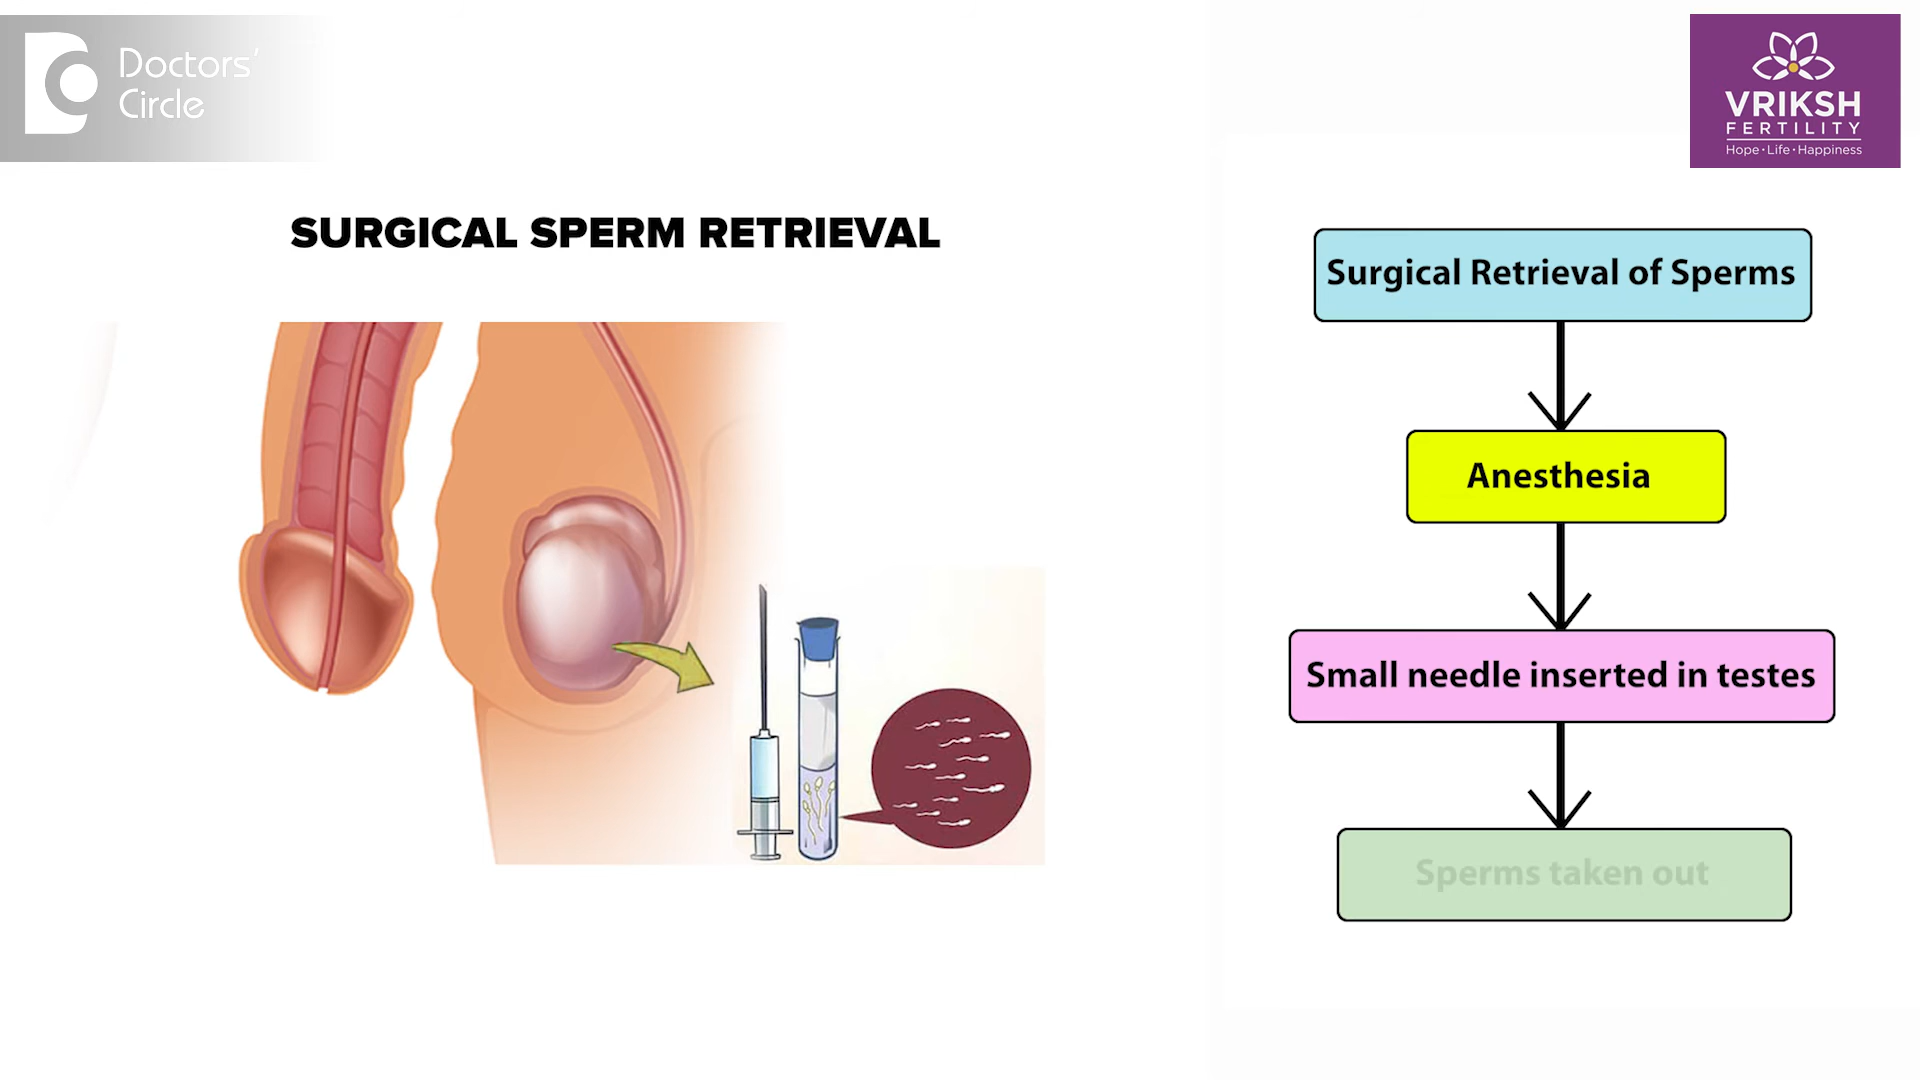 Doctors'
Circle
VRIKSH
FERTILITY
Hope·Life·Happiness
SURGICAL SPERM RETRIEVAL
Surgical Retrieval of Sperms
Anesthesia
Small needle inserted in testes
Sperms taken out